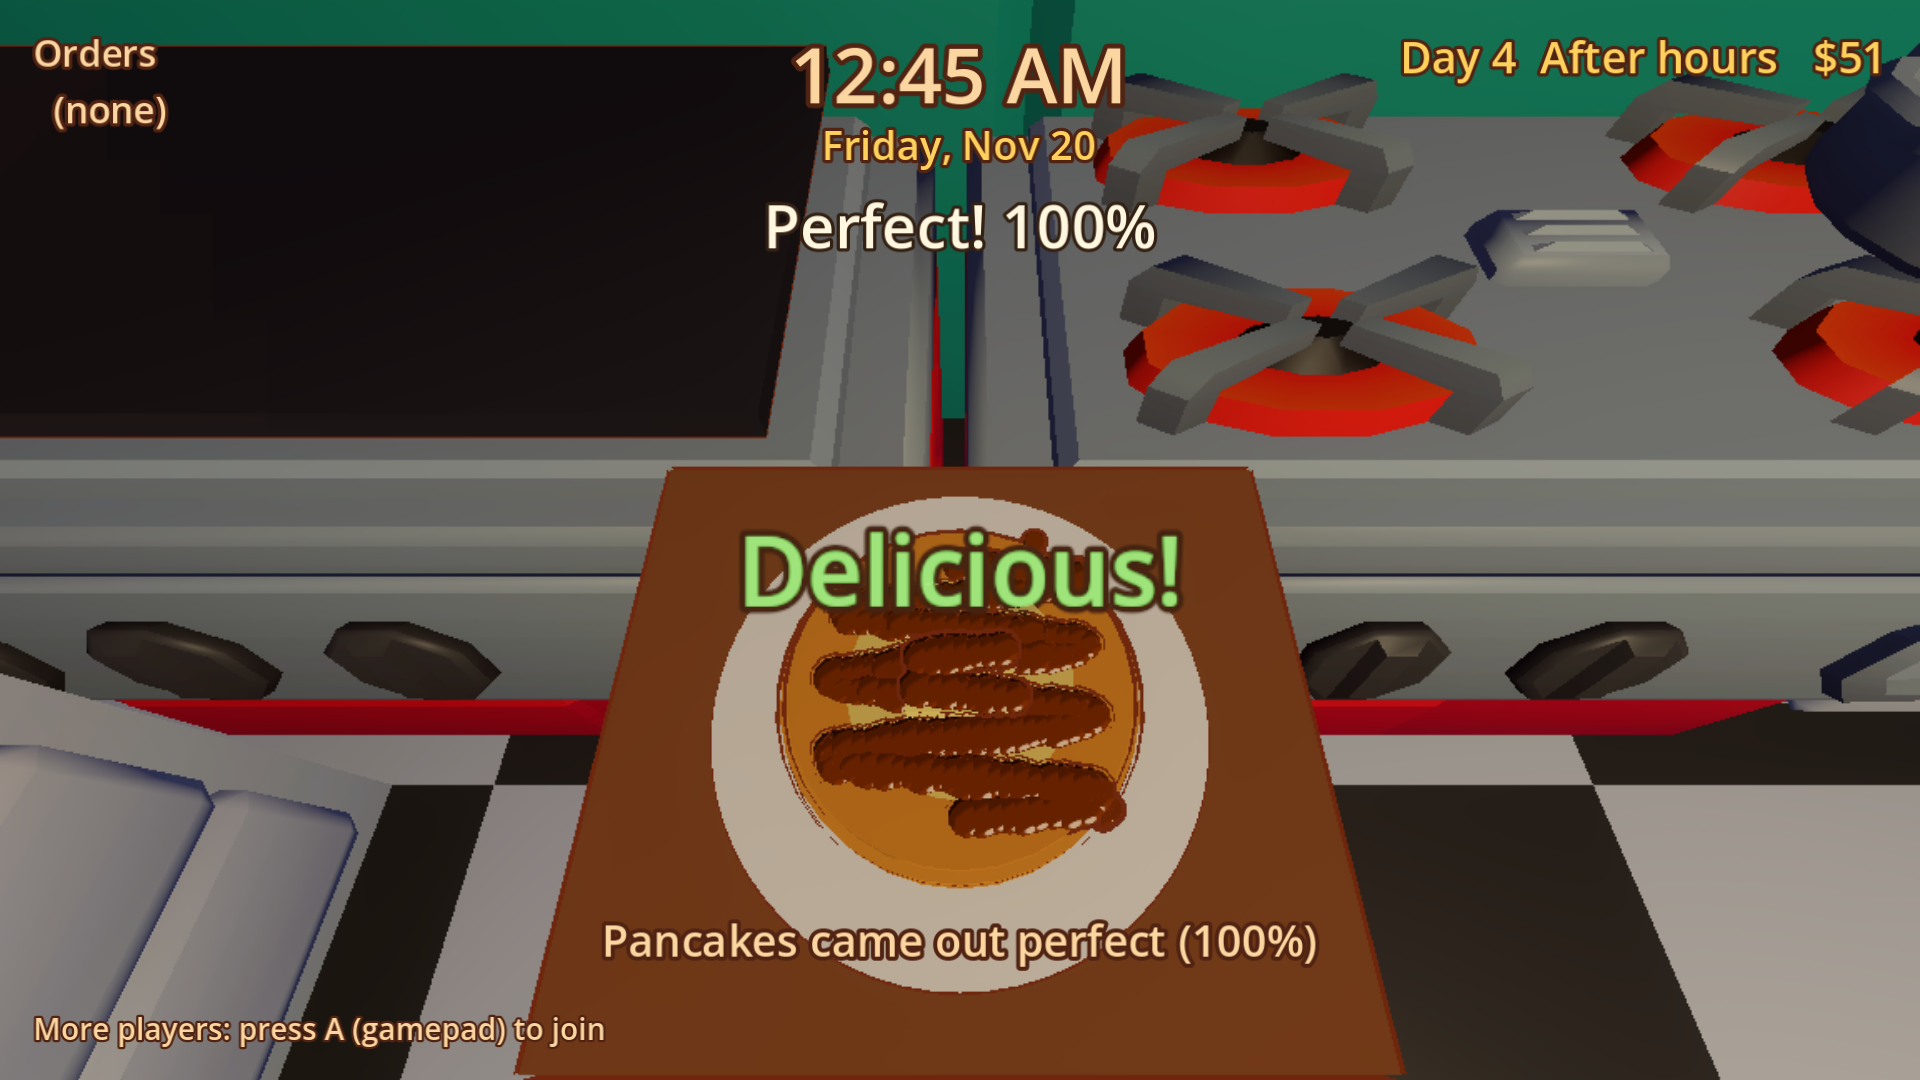 Orders
(none)
12:45 AM
Friday, Nov 20
Day 4 After hours $51
Perfect! 100%
Delicious!
Pancakes came out perfect (100%)
More players: press A (gamepad) to join